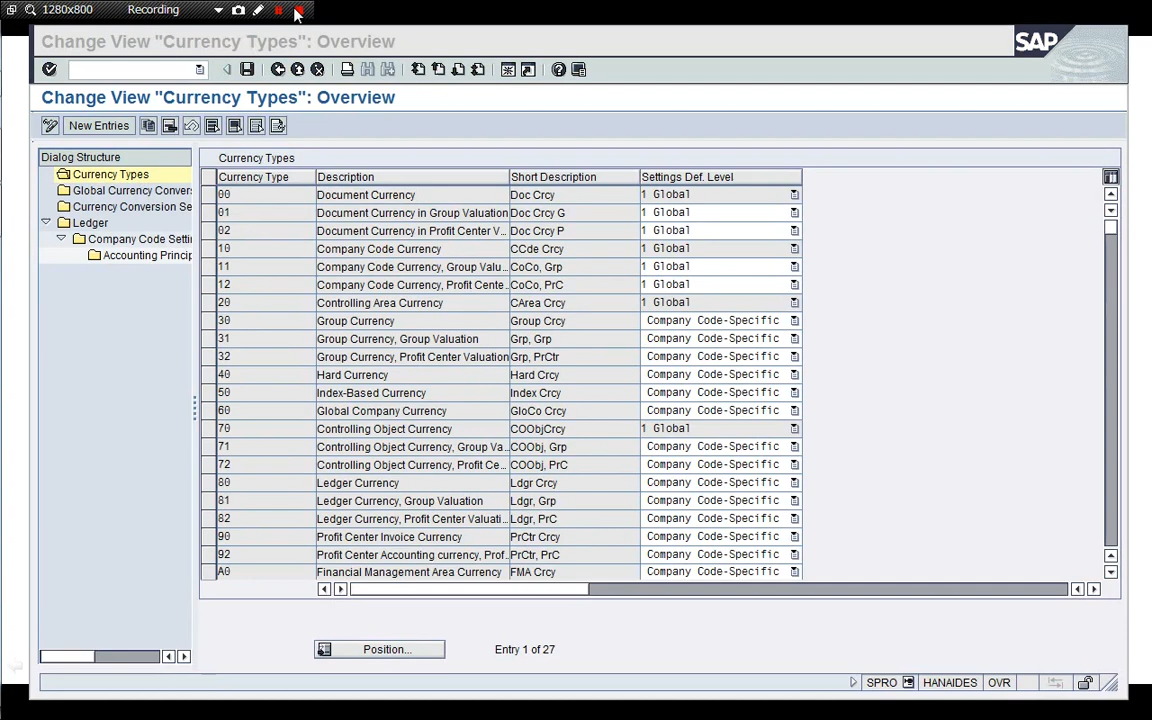 1280x800 Recording
Change View "Currency Types": Overview
SAP
Change View "Currency Types": Overview
New Entries
Dialog Structure
Currency Types
Global Currency Conver
Currency Conversion Se
Ledger
Company Code Setti
Accounting Princip
Currency Types
Currency Type Description Short Description Settings Def. Level
00 Document Currency Doc Crcy 1 Global
01 Document Currency in Group Valuation Doc Crcy G 1 Global
02 Document Currency in Profit Center V... Doc Crcy P 1 Global
10 Company Code Currency CCde Crcy 1 Global
11 Company Code Currency, Group Valu... CoCo, Grp 1 Global
12 Company Code Currency, Profit Cente... CoCo, PrC 1 Global
20 Controlling Area Currency CArea Crcy 1 Global
30 Group Currency Group Crcy Company Code-Specific
31 Group Currency, Group Valuation Grp, Grp Company Code-Specific
32 Group Currency, Profit Center Valuation Grp, PrCtr Company Code-Specific
40 Hard Currency Hard Crcy Company Code-Specific
50 Index-Based Currency Index Crcy Company Code-Specific
60 Global Company Currency GloCo Crcy Company Code-Specific
70 Controlling Object Currency COObjCrcy 1 Global
71 Controlling Object Currency, Group Va... COObj, Grp Company Code-Specific
72 Controlling Object Currency, Profit Ce... COObj, PrC Company Code-Specific
80 Ledger Currency Ldgr Crcy Company Code-Specific
81 Ledger Currency, Group Valuation Ldgr, Grp Company Code-Specific
82 Ledger Currency, Profit Center Valuati... Ldgr, PrC Company Code-Specific
90 Profit Center Invoice Currency PrCtr Crcy Company Code-Specific
92 Profit Center Accounting currency, Prof... PrCtr, PrC Company Code-Specific
A0 Financial Management Area Currency FMA Crcy Company Code-Specific
Position... Entry 1 of 27
SPRO HANAIDES OVR